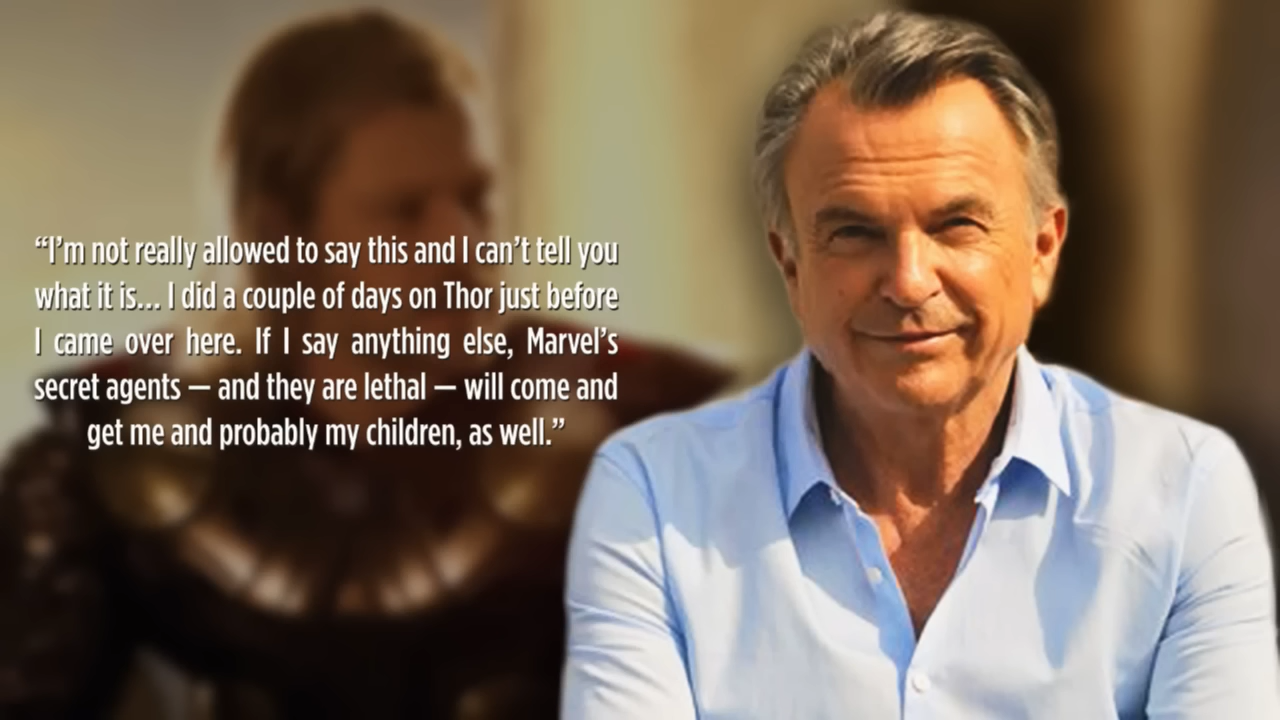 “I’m not really allowed to say this and I can’t tell you
what it is... I did a couple of days on Thor just before
I came over here. If I say anything else, Marvel’s
secret agents — and they are lethal — will come and
get me and probably my children, as well.”